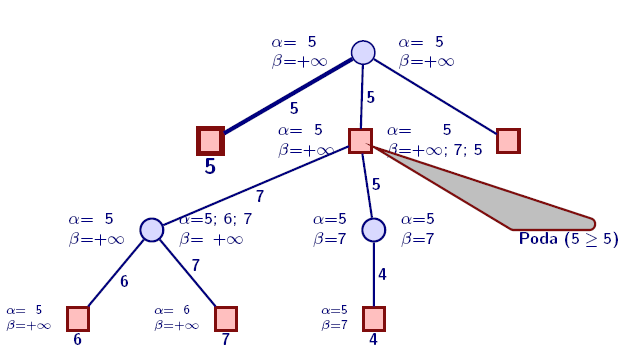 α= 5
β=+∞
α= 5
β=+∞
5
5
5
α= 5
β=+∞
α= 5
β=+∞; 7; 5
7
5
α= 5
β=+∞
α=5; 6; 7
β= +∞
α=5
β=7
α=5
β=7
Poda (5 ≥ 5)
6
7
4
α= 5
β=+∞
6
α= 6
β=+∞
7
α=5
β=7
4